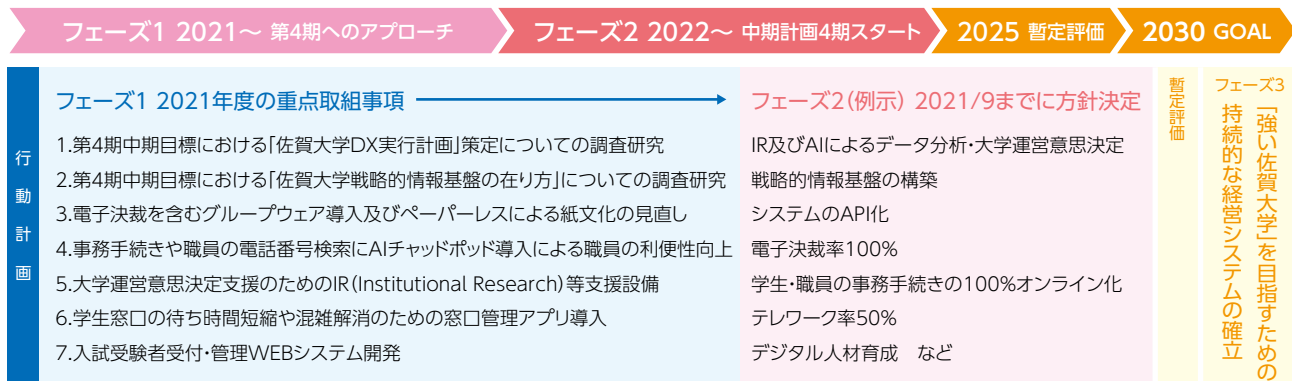 フェーズ1 2021〜 第4期へのアプローチ
フェーズ2 2022〜 中期計画4期スタート
2025 暫定評価
2030 GOAL
行動計画
フェーズ1 2021年度の重点取組事項
1.第4期中期目標における｢佐賀大学DX実行計画｣策定についての調査研究
2.第4期中期目標における｢佐賀大学戦略的情報基盤の在り方｣についての調査研究
3.電子決裁を含むグループウェア導入及びペーパーレスによる紙文化の見直し
4.事務手続きや職員の電話番号検索にAIチャッドポッド導入による職員の利便性向上
5.大学運営意思決定支援のためのIR(Institutional Research)等支援設備
6.学生窓口の待ち時間短縮や混雑解消のための窓口管理アプリ導入
7.入試受験者受付･管理WEBシステム開発
フェーズ2(例示) 2021/9までに方針決定
IR及びAIによるデータ分析･大学運営意思決定
戦略的情報基盤の構築
システムのAPI化
電子決裁率100%
学生･職員の事務手続きの100%オンライン化
テレワーク率50%
デジタル人材育成　など
暫定評価
フェーズ3
｢強い佐賀大学｣を目指すための
持続的な経営システムの確立